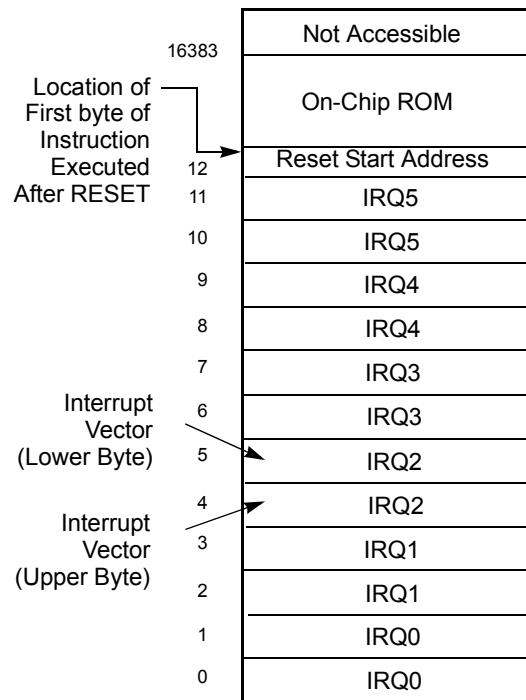 Not Accessible
16383
Location of
First byte of
Instruction
Executed
After RESET
On-Chip ROM
12
Reset Start Address
11
IRQ5
10
IRQ5
9
IRQ4
8
IRQ4
7
IRQ3
Interrupt
Vector
(Lower Byte)
6
IRQ3
5
IRQ2
4
IRQ2
Interrupt
Vector
(Upper Byte)
3
IRQ1
2
IRQ1
1
IRQ0
0
IRQ0